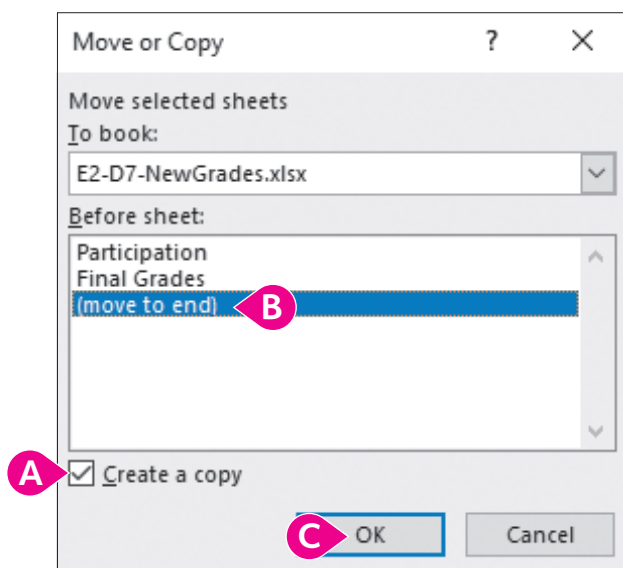 Move or Copy ?
Move selected sheets
To book:
E2-D7-NewGrades.xlsx
Before sheet:
Participation
Final Grades
(move to end) B
A Create a copy
C OK Cancel